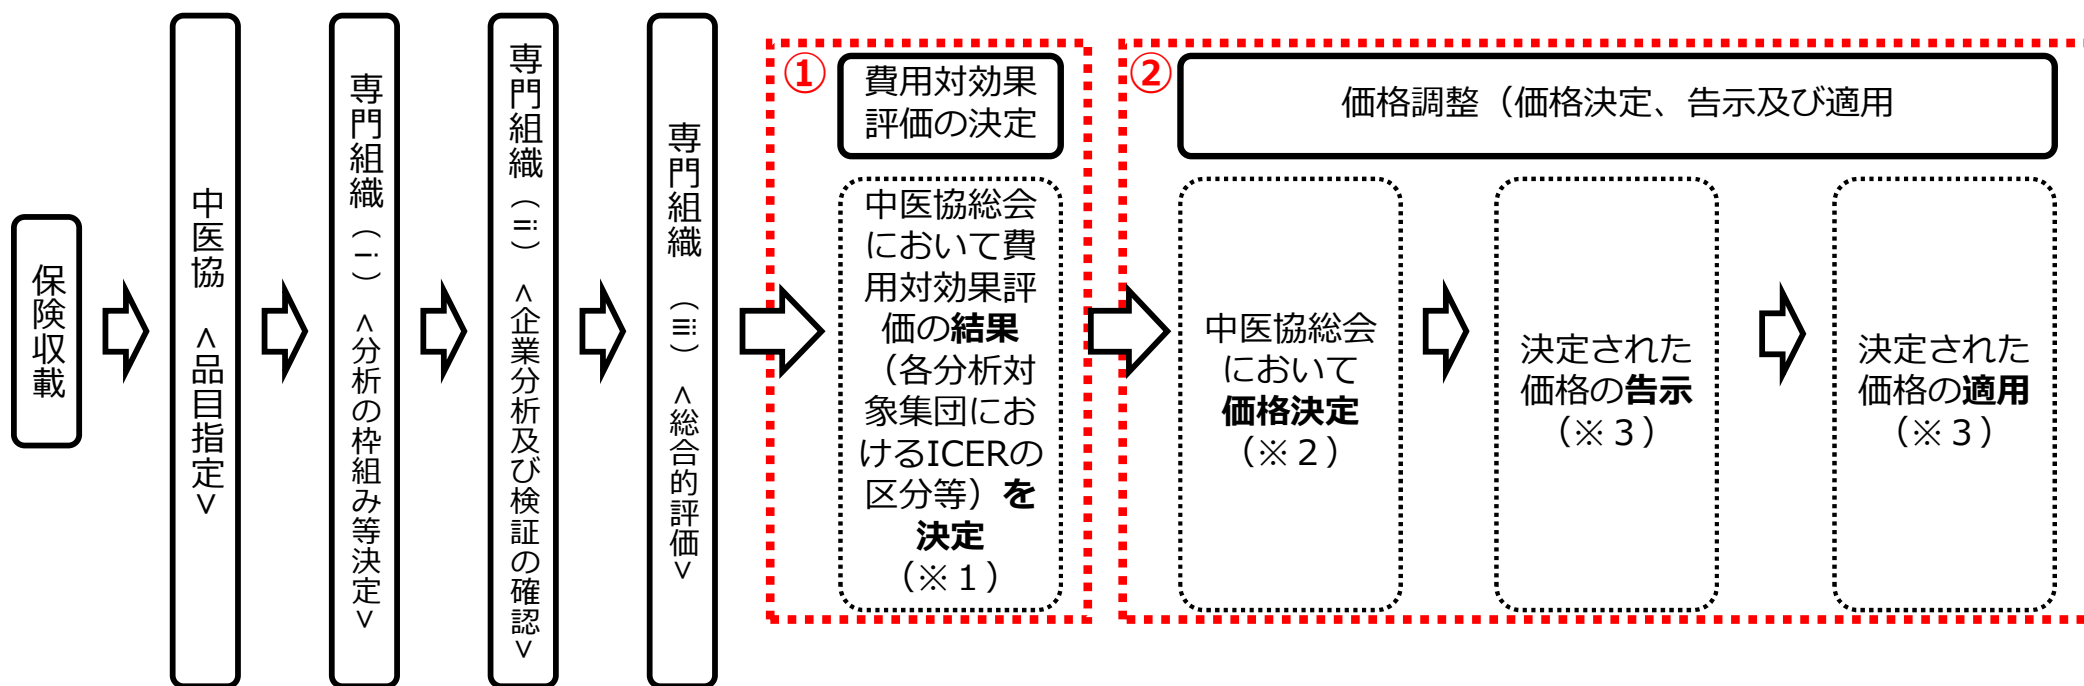 保険収載
中医協 <品目指定>
専門組織（ⅰ） <分析の枠組み等決定>
専門組織（ⅱ） <企業分析及び検証の確認>
専門組織 （ⅲ） <総合的評価>
①
費用対効果
評価の決定
中医協総会
において費
用対効果評
価の結果
（各分析対
象集団にお
けるICERの
区分等）を
決定
（※１）
②
価格調整（価格決定、告示及び適用
中医協総会
において
価格決定
（※２）
決定された
価格の告示
（※３）
決定された
価格の適用
（※３）